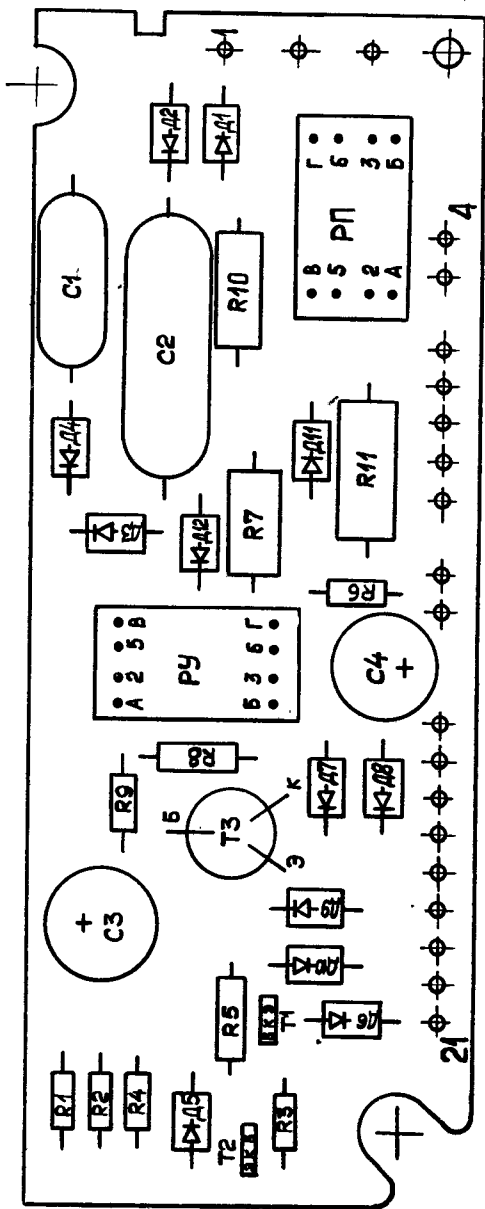 1
Д2
Д1
Г
6
3
Б
РП
В
5
2
А
4
С1
С2
R10
Д4
Д3
Д12
R7
Д11
R11
R6
А 2 5 В
РУ
Б 3 6 Г
С4
+
R9
R8
Б
Т3
К
Э
Д7
Д8
+
С3
Д9
Д10
R5
Т1
Д6
21
R1
R2
R4
Д5
Т2
R3